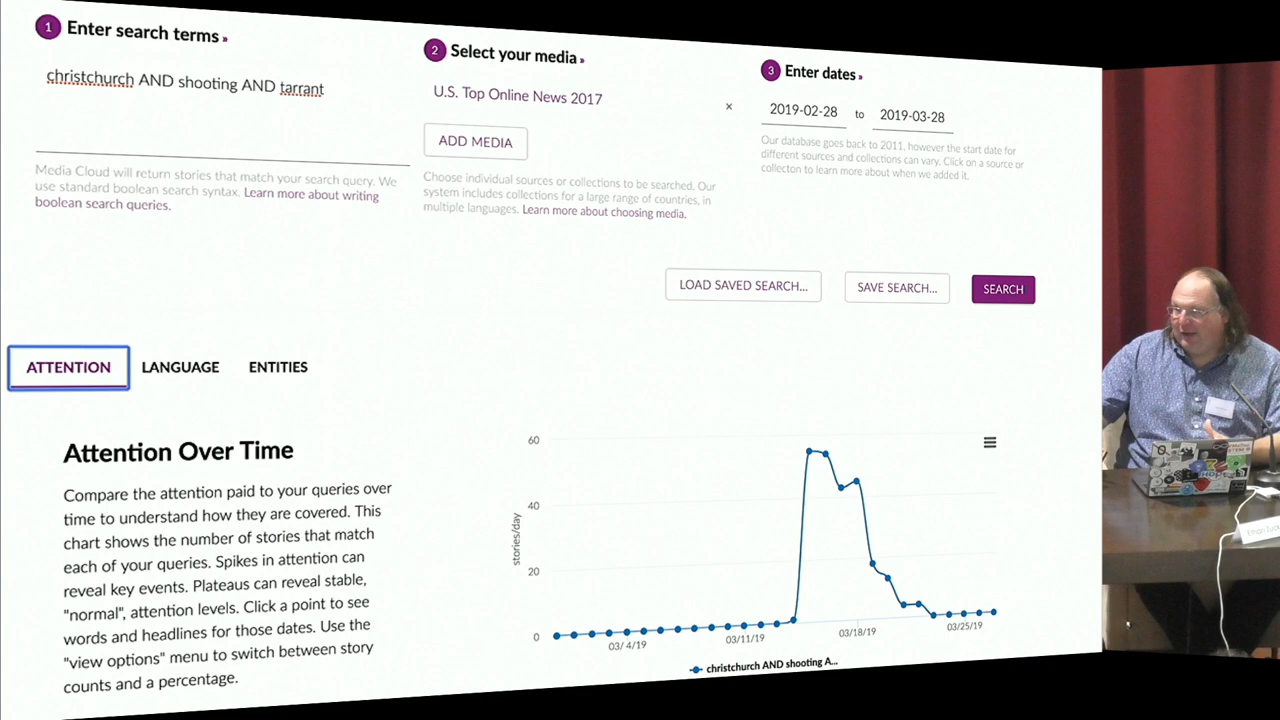 1 Enter search terms »
christchurch AND shooting AND tarrant
Media Cloud will return stories that match your search query. We
use standard boolean search syntax. Learn more about writing
boolean search queries.
2 Select your media »
U.S. Top Online News 2017 ×
ADD MEDIA
Choose individual sources or collections to be searched. Our
system includes collections for a large range of countries, in
multiple languages. Learn more about choosing media.
3 Enter dates »
2019-02-28 to 2019-03-28
Our database goes back to 2011, however the start date for
different sources and collections can vary. Click on a source or
collecton to learn more about when we added it.
LOAD SAVED SEARCH... SAVE SEARCH... SEARCH
ATTENTION LANGUAGE ENTITIES
Attention Over Time
Compare the attention paid to your queries over
time to understand how they are covered. This
chart shows the number of stories that match
each of your queries. Spikes in attention can
reveal key events. Plateaus can reveal stable,
"normal", attention levels. Click a point to see
words and headlines for those dates. Use the
"view options" menu to switch between story
counts and a percentage.
60
40
20
0
stories/day
03/ 4/19 03/11/19 03/18/19 03/25/19
christchurch AND shooting A...
Ethan